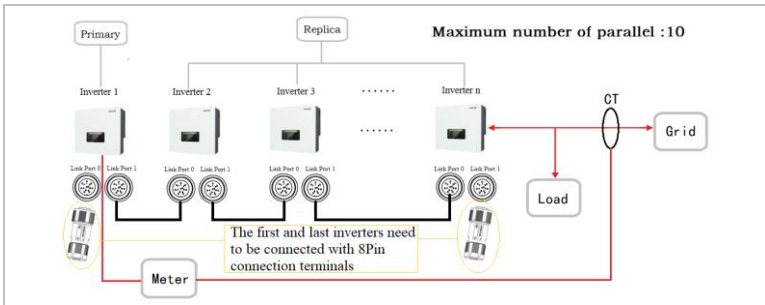 Primary
Replica
Maximum number of parallel :10
Inverter 1
Inverter 2
Inverter 3
······
Inverter n
······
CT
Grid
Link Port 0
Link Port 1
Link Port 0
Link Port 1
Link Port 0
Link Port 1
Link Port 0
Link Port 1
Load
The first and last inverters need
to be connected with 8Pin
connection terminals
Meter